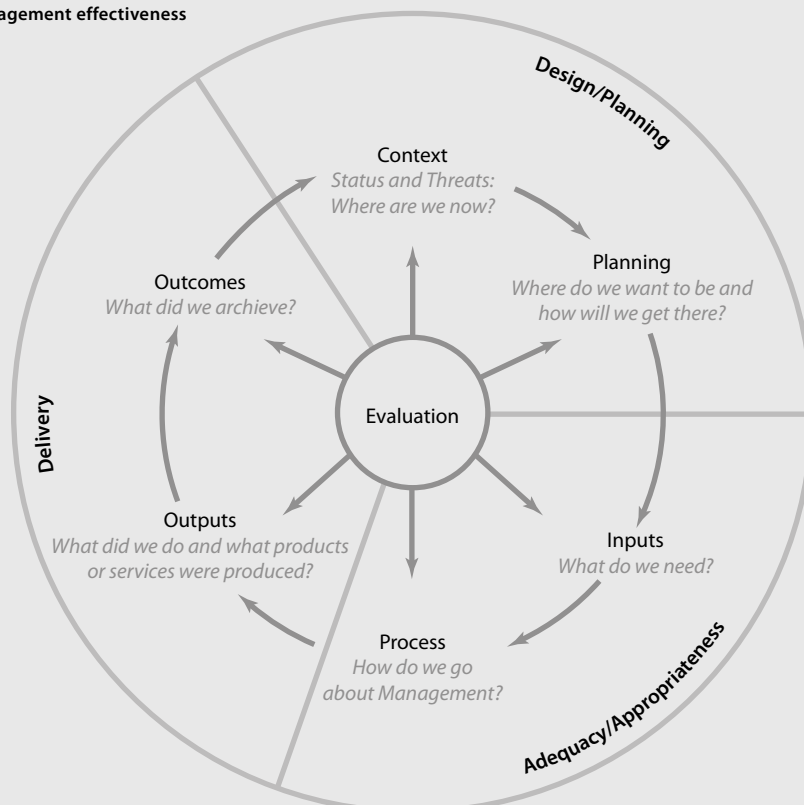 agement effectiveness
Design/Planning
Context
Status and Threats:
Where are we now?
Planning
Where do we want to be and
how will we get there?
Outcomes
What did we archieve?
Evaluation
Delivery
Outputs
What did we do and what products
or services were produced?
Inputs
What do we need?
Process
How do we go
about Management?
Adequacy/Appropriateness